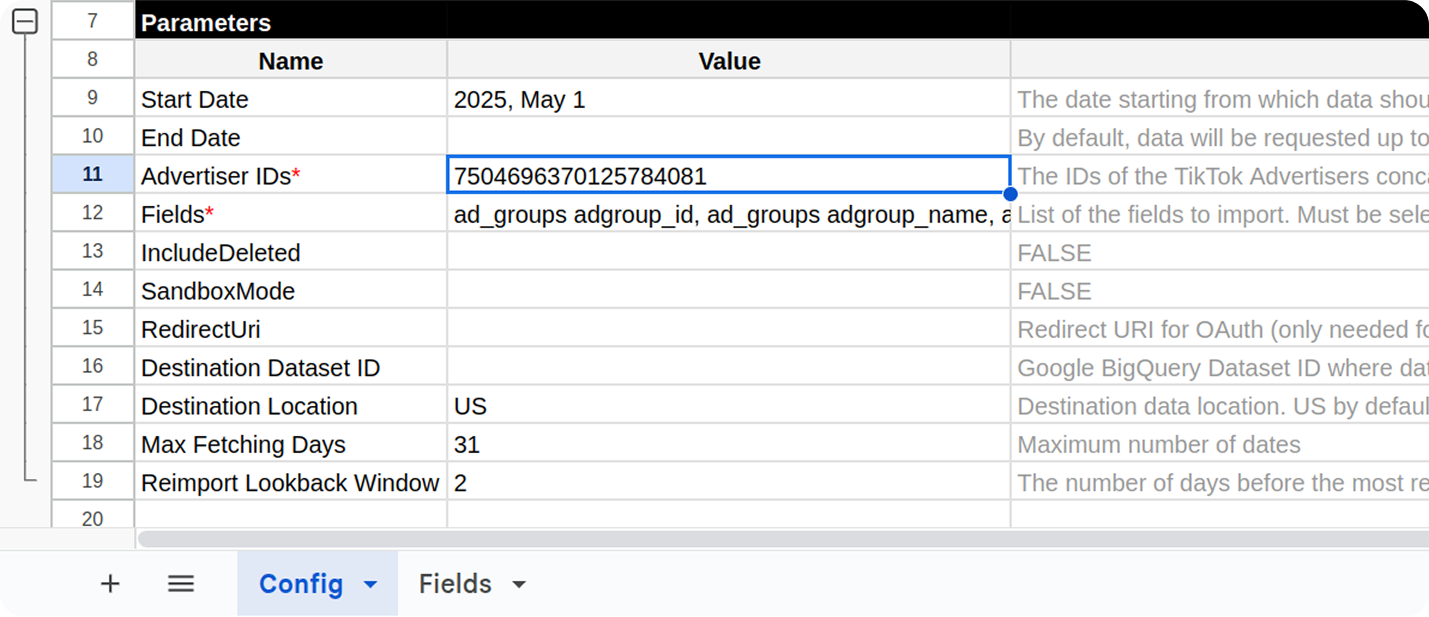 7 Parameters
8 Name Value
9 Start Date 2025, May 1 The date starting from which data shou
10 End Date By default, data will be requested up to
11 Advertiser IDs* 7504696370125784081 The IDs of the TikTok Advertisers conca
12 Fields* ad_groups adgroup_id, ad_groups adgroup_name, a List of the fields to import. Must be sele
13 IncludeDeleted FALSE
14 SandboxMode FALSE
15 RedirectUri Redirect URI for OAuth (only needed fo
16 Destination Dataset ID Google BigQuery Dataset ID where dat
17 Destination Location US Destination data location. US by defaul
18 Max Fetching Days 31 Maximum number of dates
19 Reimport Lookback Window 2 The number of days before the most re
20
Config Fields